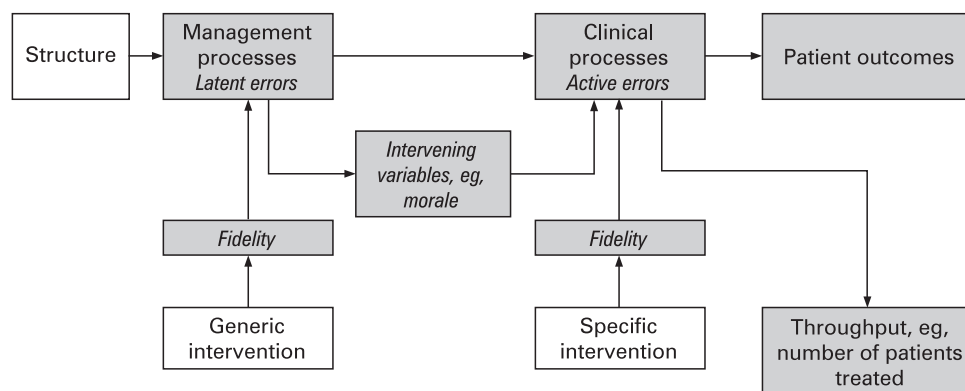 Structure
Management
processes
Latent errors
Clinical
processes
Active errors
Patient outcomes
Intervening
variables, eg,
morale
Fidelity
Fidelity
Generic
intervention
Specific
intervention
Throughput, eg,
number of patients
treated